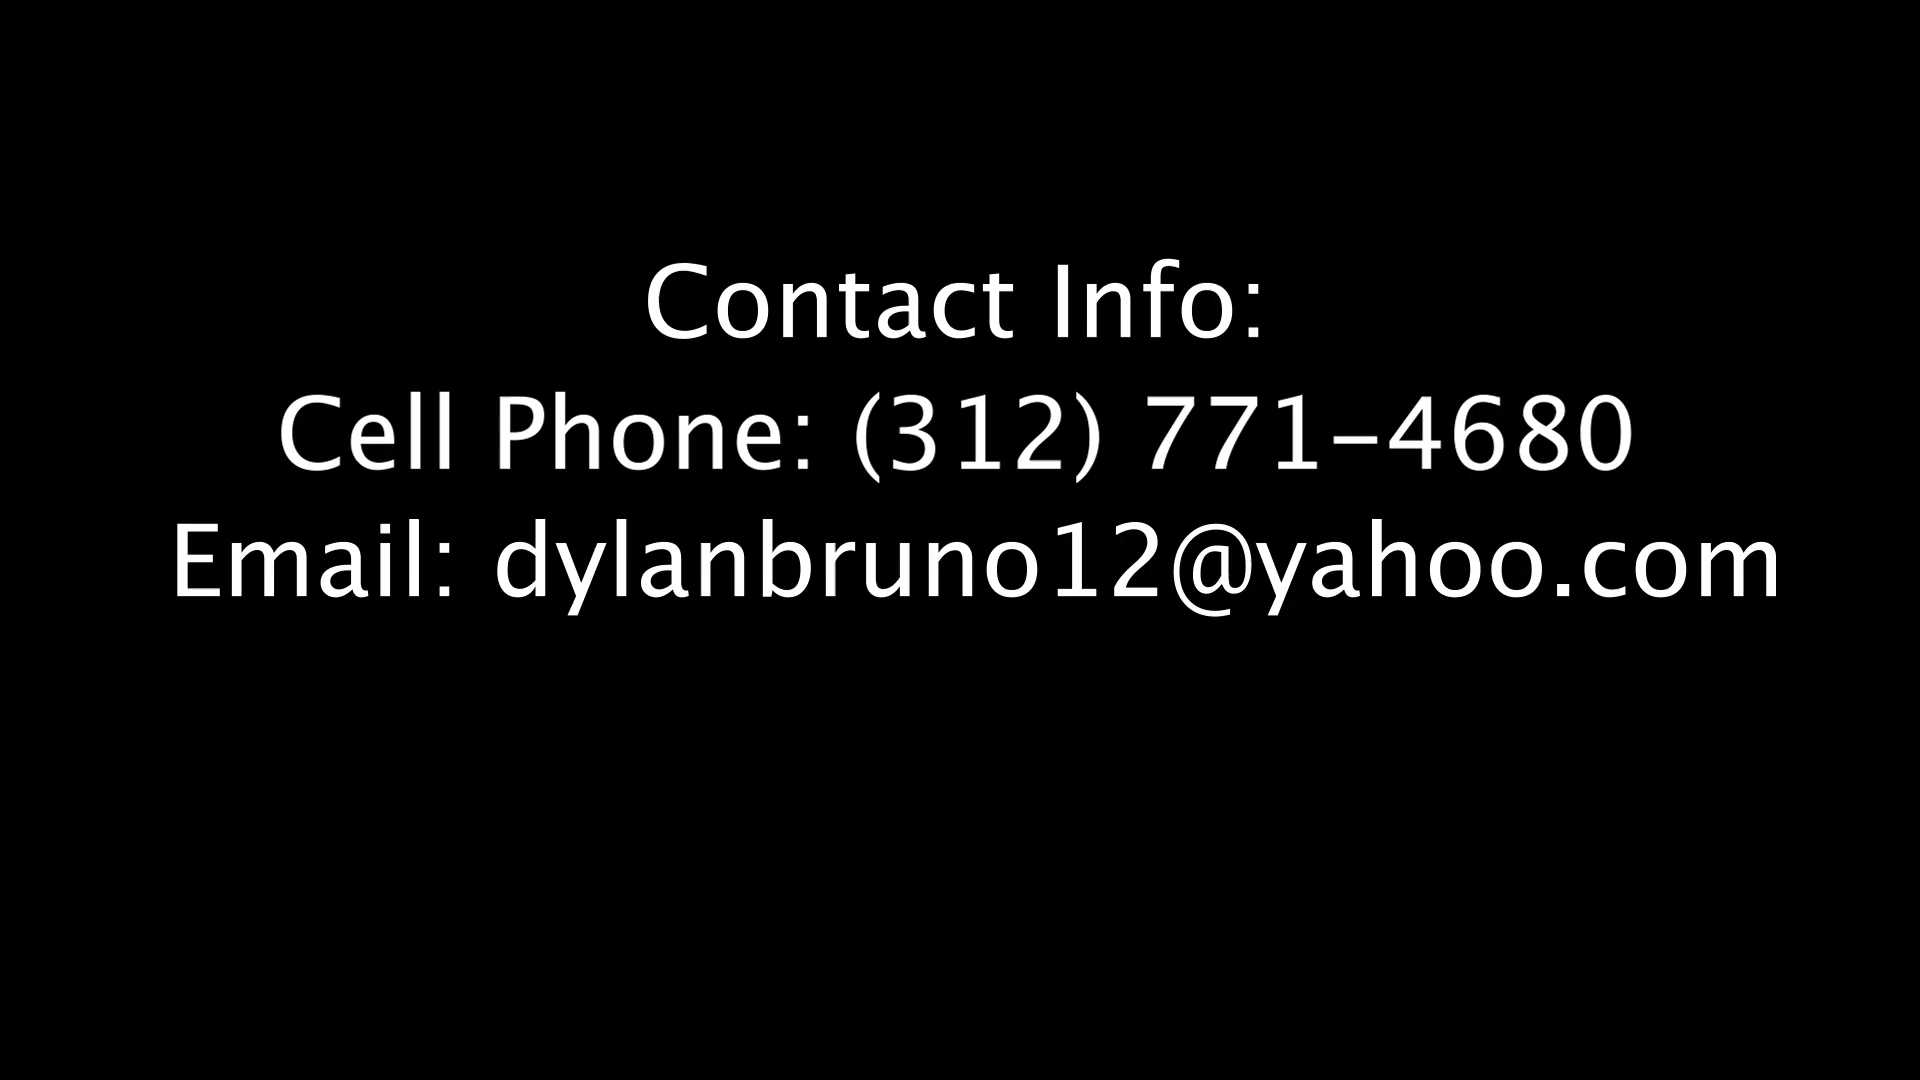 Contact Info:
Cell Phone: (312) 771-4680
Email: dylanbruno12@yahoo.com